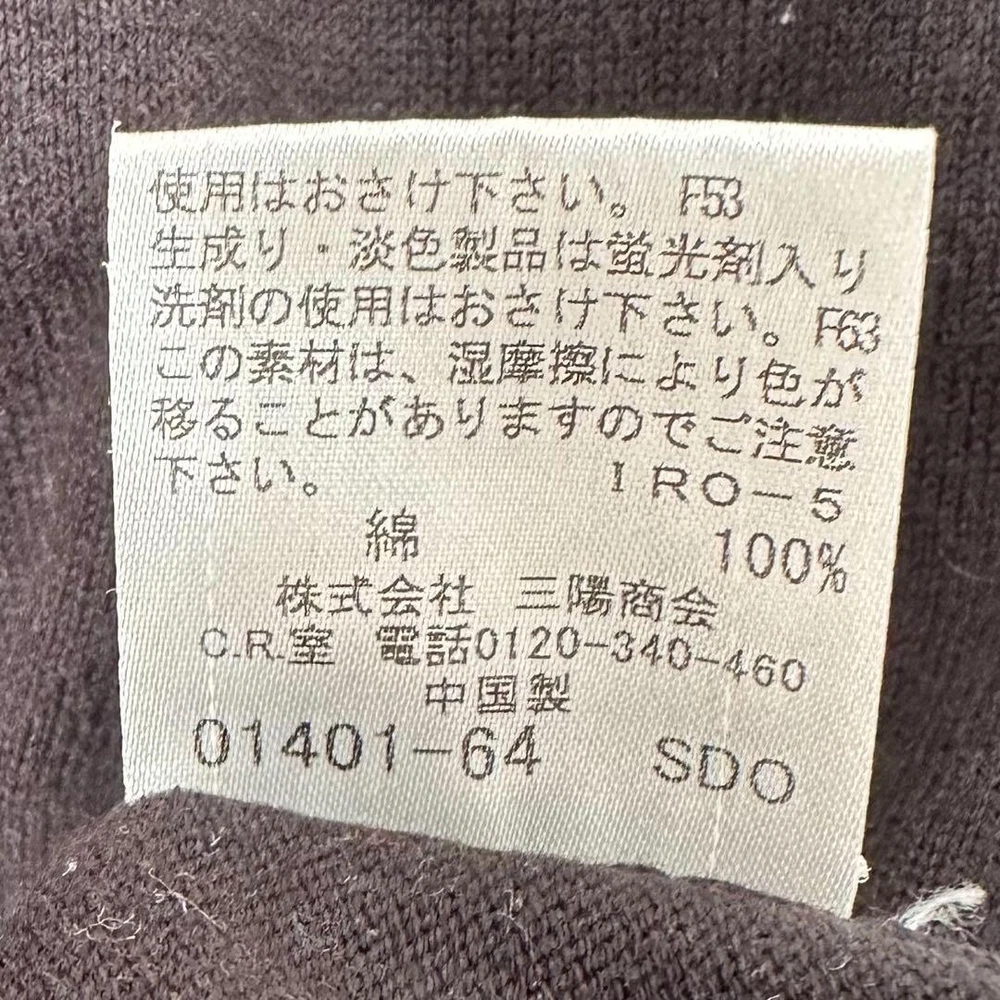 使用はおさけ下さい。 F53
生成り・淡色製品は蛍光剤入り
洗剤の使用はおさけ下さい。F63
この素材は、湿摩擦により色が
移ることがありますのでご注意
下さい。 IRO-5
綿 100%
株式会社 三陽商会
C.R.室 電話0120-340-460
中国製
01401-64 SDO